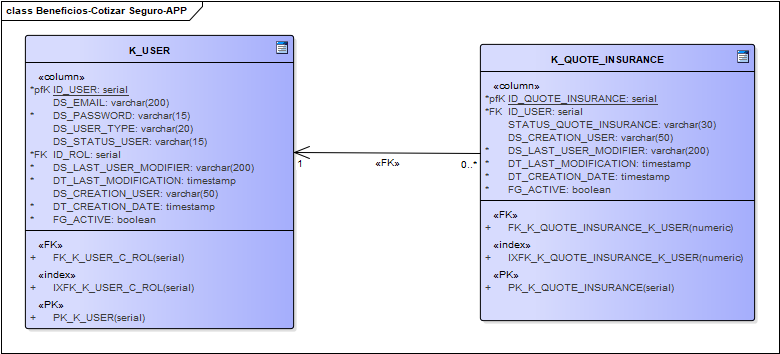 class Beneficios-Cotizar Seguro-APP
K_USER
«column»
*pfK ID_USER: serial
DS_EMAIL: varchar(200)
* DS_PASSWORD: varchar(15)
DS_USER_TYPE: varchar(20)
DS_STATUS_USER: varchar(15)
*FK ID_ROL: serial
* DS_LAST_USER_MODIFIER: varchar(200)
* DT_LAST_MODIFICATION: timestamp
* DS_CREATION_USER: varchar(50)
* DT_CREATION_DATE: timestamp
* FG_ACTIVE: boolean
«FK»
+ FK_K_USER_C_ROL(serial)
«index»
+ IXFK_K_USER_C_ROL(serial)
«PK»
+ PK_K_USER(serial)
1
«FK»
0..*
K_QUOTE_INSURANCE
«column»
*pfK ID_QUOTE_INSURANCE: serial
*FK ID_USER: serial
STATUS_QUOTE_INSURANCE: varchar(30)
DS_CREATION_USER: varchar(50)
* DS_LAST_USER_MODIFIER: varchar(200)
* DT_LAST_MODIFICATION: timestamp
* DT_CREATION_DATE: timestamp
* FG_ACTIVE: boolean
«FK»
+ FK_K_QUOTE_INSURANCE_K_USER(numeric)
«index»
+ IXFK_K_QUOTE_INSURANCE_K_USER(numeric)
«PK»
+ PK_K_QUOTE_INSURANCE(serial)